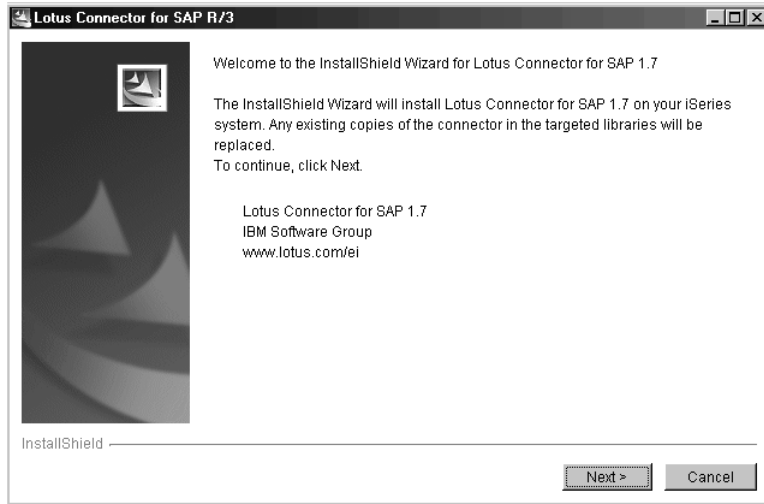 Lotus Connector for SAP R/3
Welcome to the InstallShield Wizard for Lotus Connector for SAP 1.7
The InstallShield Wizard will install Lotus Connector for SAP 1.7 on your iSeries
system. Any existing copies of the connector in the targeted libraries will be
replaced.
To continue, click Next.
Lotus Connector for SAP 1.7
IBM Software Group
www.lotus.com/ei
InstallShield
Next >
Cancel